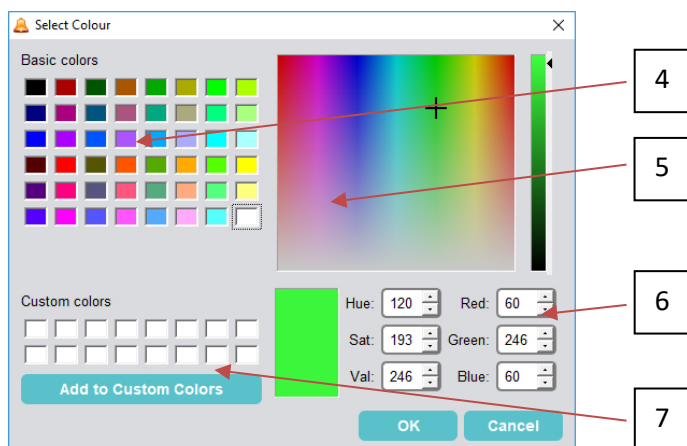 Select Colour
Basic colors
4
5
Custom colors
Hue: 120 Red: 60
6
Sat: 193 Green: 246
Val: 246 Blue: 60
Add to Custom Colors
7
OK Cancel